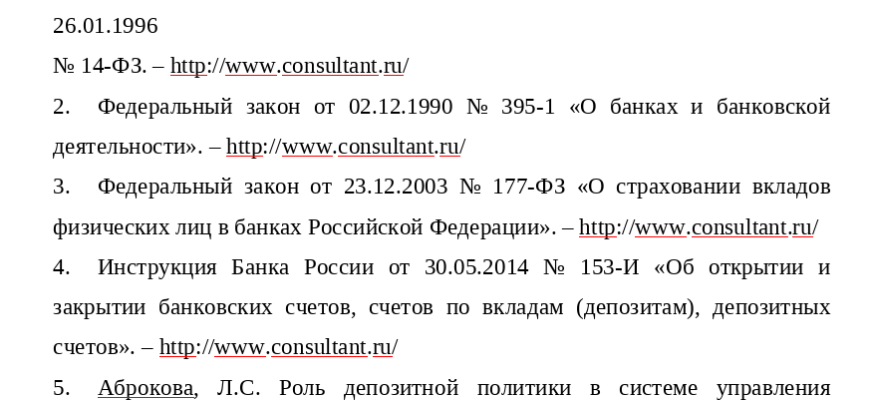 26.01.1996
№ 14-ФЗ. – http://www.consultant.ru/
2. Федеральный закон от 02.12.1990 № 395-1 «О банках и банковской
деятельности». – http://www.consultant.ru/
3. Федеральный закон от 23.12.2003 № 177-ФЗ «О страховании вкладов
физических лиц в банках Российской Федерации». – http://www.consultant.ru/
4. Инструкция Банка России от 30.05.2014 № 153-И «Об открытии и
закрытии банковских счетов, счетов по вкладам (депозитам), депозитных
счетов». – http://www.consultant.ru/
5. Аброкова, Л.С. Роль депозитной политики в системе управления